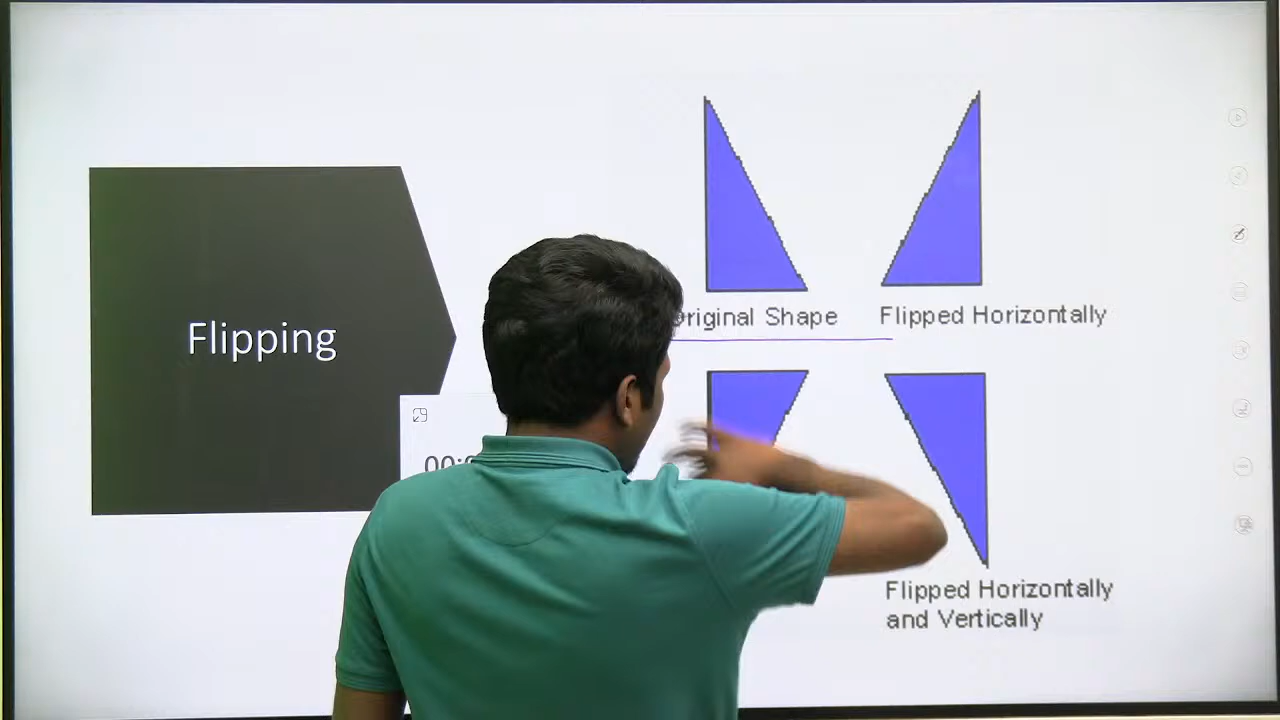 Flipping
Original Shape
Flipped Horizontally
Flipped Horizontally
and Vertically